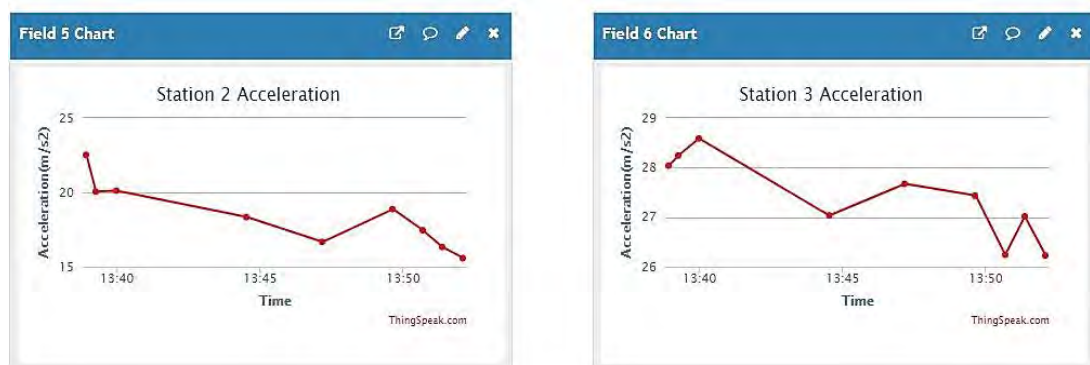 Field 5 Chart
Station 2 Acceleration
Acceleration(m/s2)
25
20
15
13:40 13:45 13:50
Time
ThingSpeak.com
Field 6 Chart
Station 3 Acceleration
Acceleration(m/s2)
29
28
27
26
13:40 13:45 13:50
Time
ThingSpeak.com